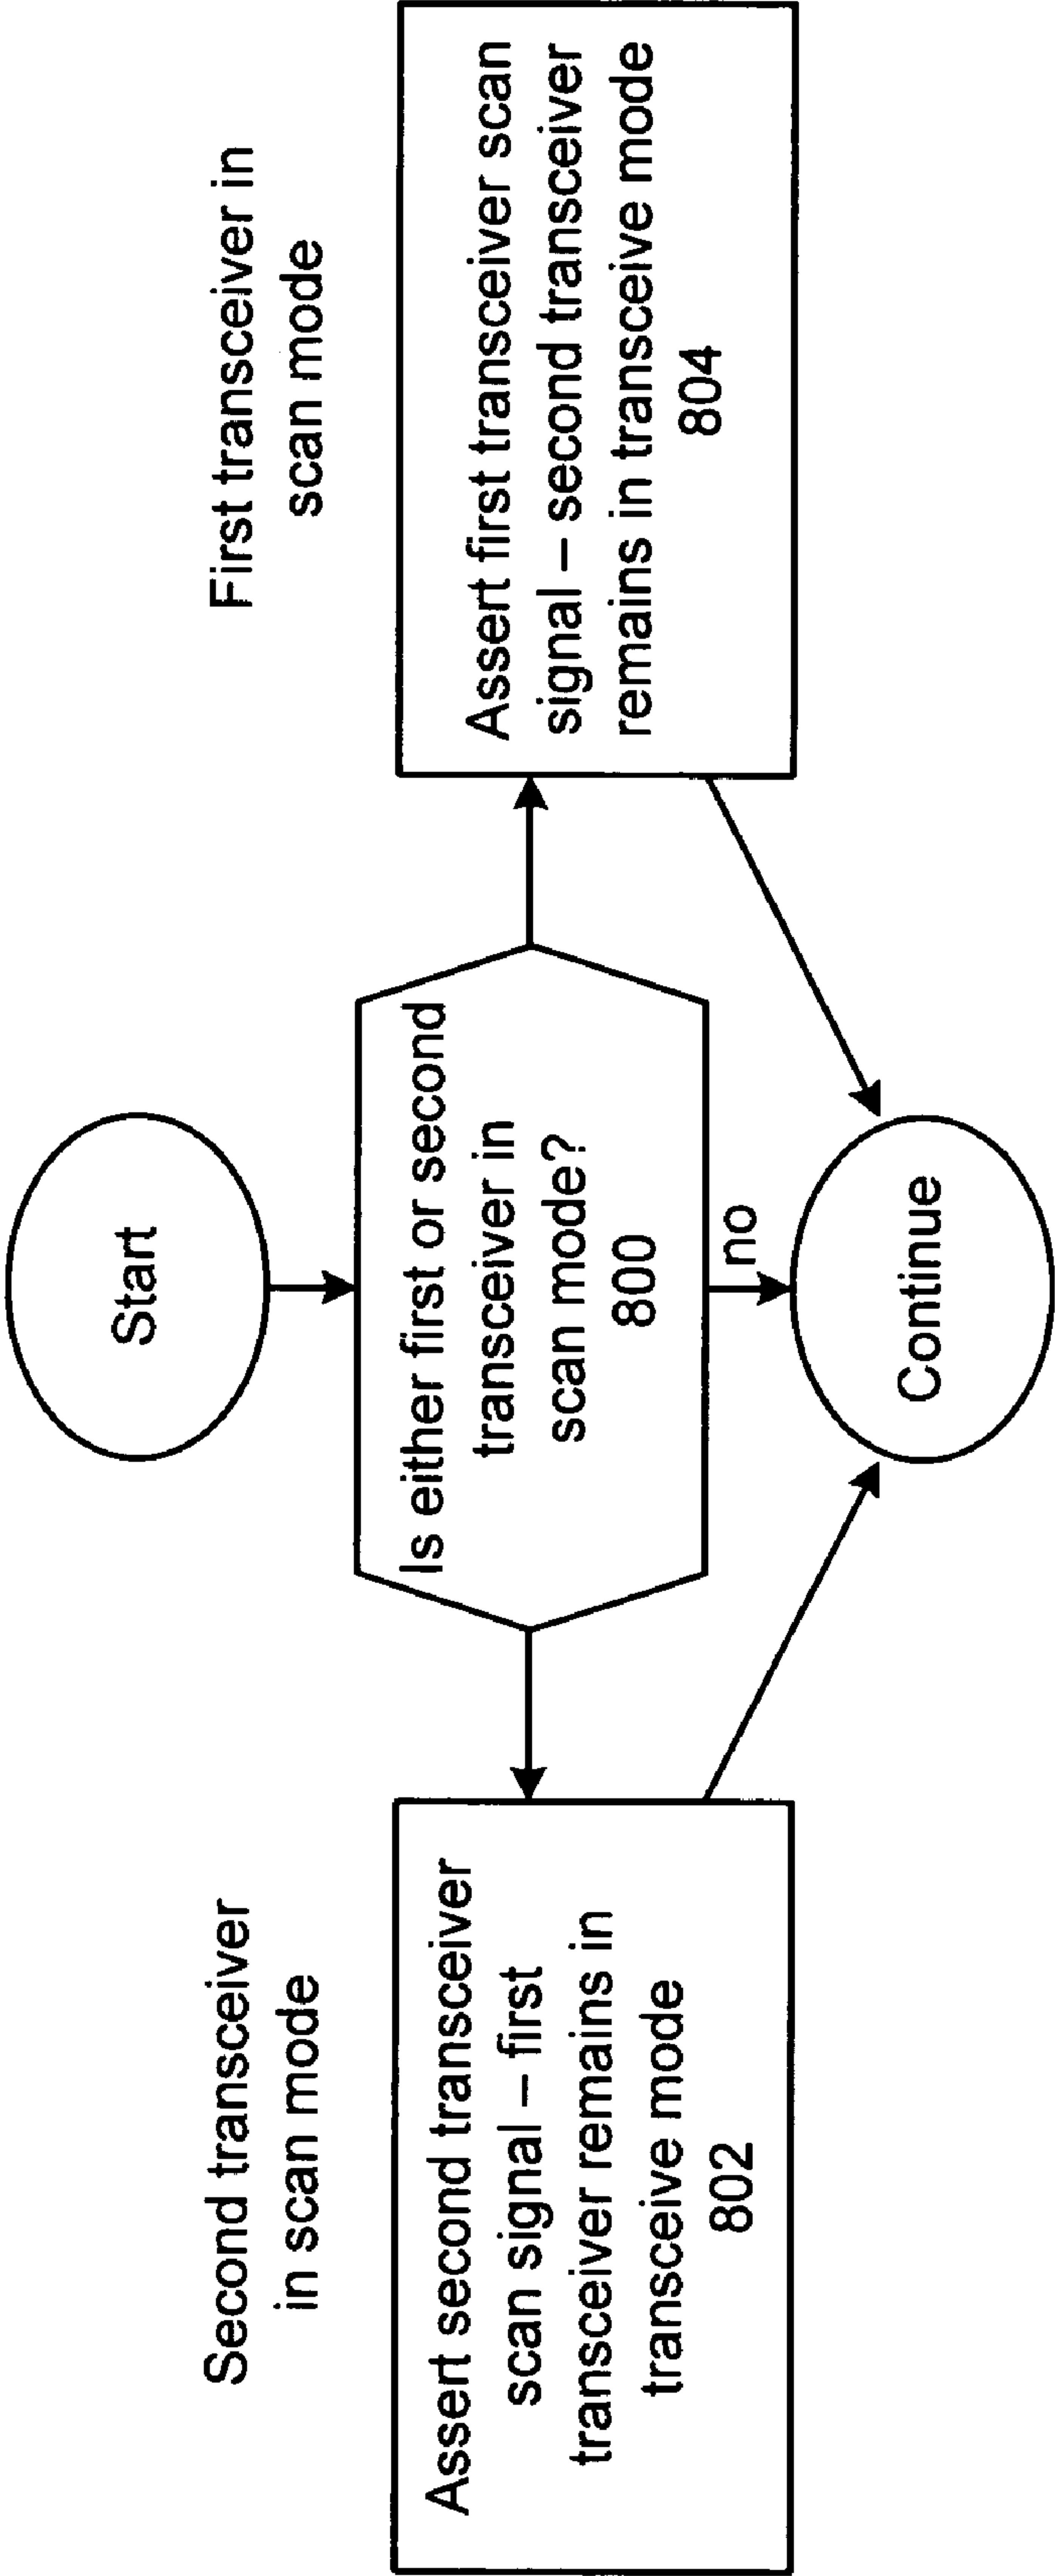 Start
Second transceiver
in scan mode
First transceiver in
scan mode
Is either first or second
transceiver in
scan mode?
800
Assert second transceiver
scan signal – first
transceiver remains in
transceive mode
802
Assert first transceiver scan
signal – second transceiver
remains in transceive mode
804
no
Continue